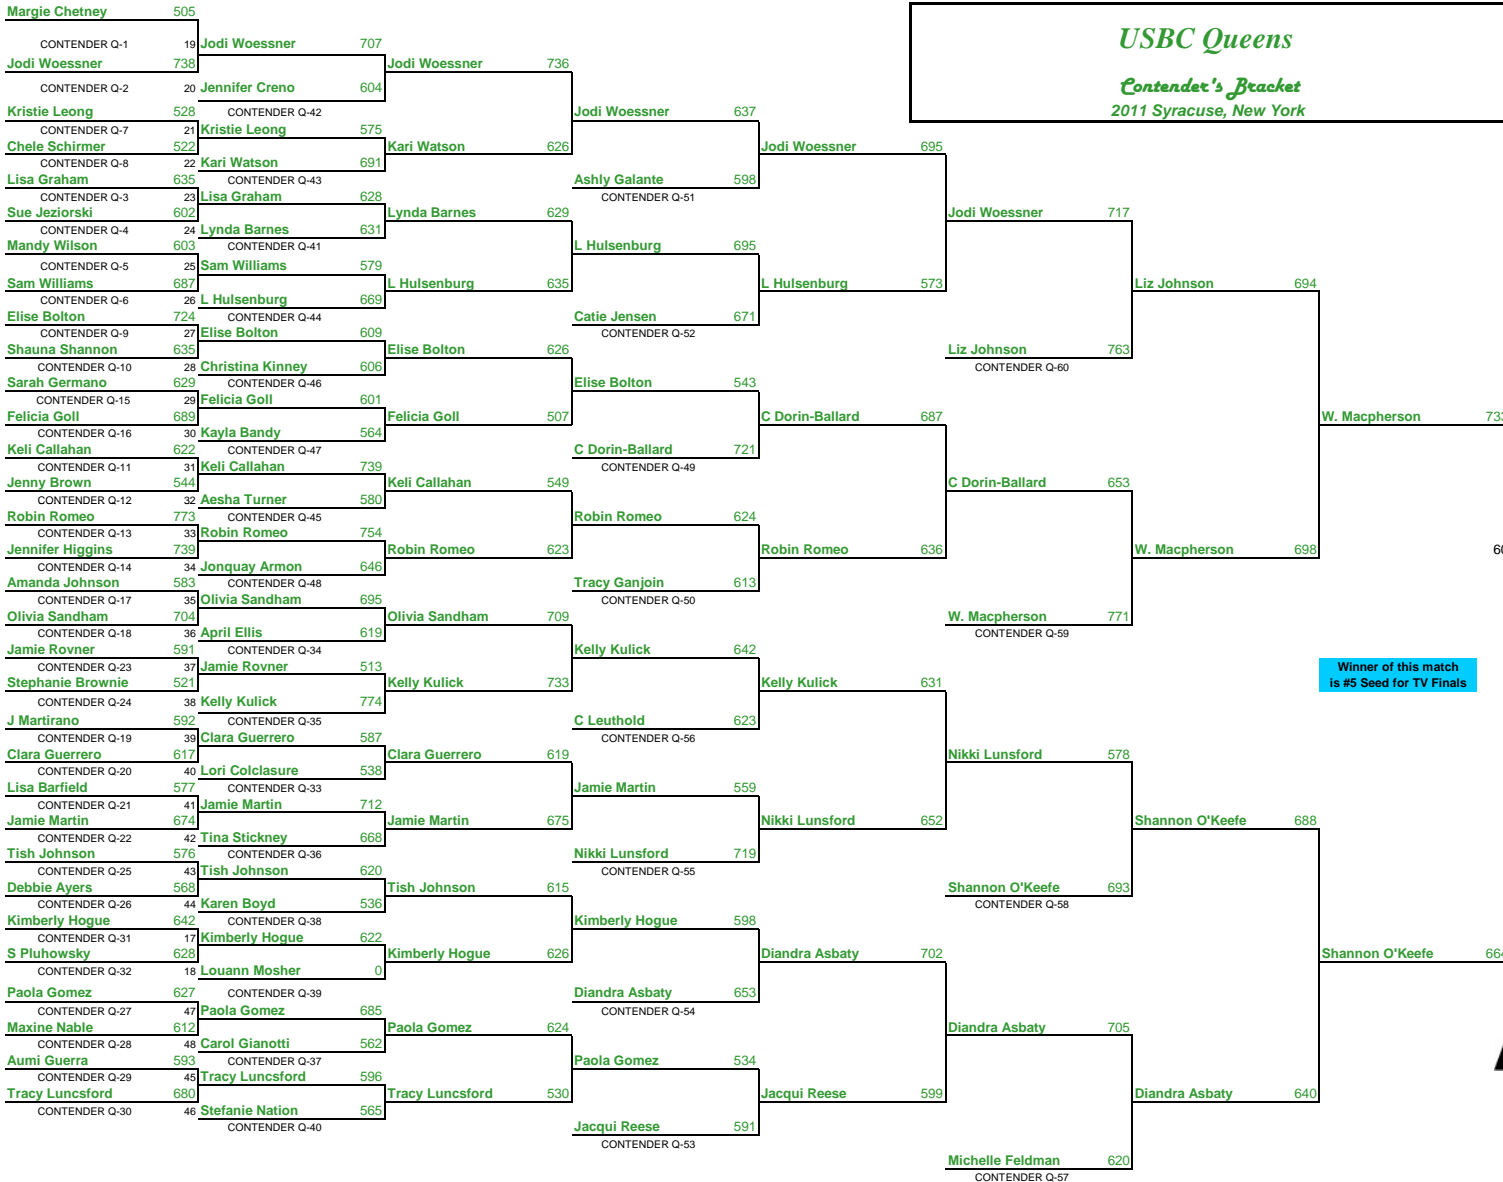 USBC Queens
Contender's Bracket
2011 Syracuse, New York
Margie Chetney 505
CONTENDER Q-1 19 Jodi Woessner 707
Jodi Woessner 738 Jodi Woessner 736
CONTENDER Q-2 20 Jennifer Creno 604
Kristie Leong 528 CONTENDER Q-42 Jodi Woessner 637
CONTENDER Q-7 21 Kristie Leong 575
Chele Schirmer 522 Kari Watson 626 Jodi Woessner 695
CONTENDER Q-8 22 Kari Watson 691
Lisa Graham 635 CONTENDER Q-43 Ashly Galante 598
CONTENDER Q-3 23 Lisa Graham 628 CONTENDER Q-51
Sue Jeziorski 602 Lynda Barnes 629 Jodi Woessner 717
CONTENDER Q-4 24 Lynda Barnes 631
Mandy Wilson 603 CONTENDER Q-41 L Hulsenburg 695
CONTENDER Q-5 25 Sam Williams 579
Sam Williams 687 L Hulsenburg 635 L Hulsenburg 573 Liz Johnson 694
CONTENDER Q-6 26 L Hulsenburg 669
Elise Bolton 724 CONTENDER Q-44 Catie Jensen 671
CONTENDER Q-9 27 Elise Bolton 609 CONTENDER Q-52
Shauna Shannon 635 Elise Bolton 626 Liz Johnson 763
CONTENDER Q-10 28 Christina Kinney 606 CONTENDER Q-60
Sarah Germano 629 CONTENDER Q-46 Elise Bolton 543
CONTENDER Q-15 29 Felicia Goll 601
Felicia Goll 689 Felicia Goll 507 C Dorin-Ballard 687 W. Macpherson 733
CONTENDER Q-16 30 Kayla Bandy 564
Keli Callahan 622 CONTENDER Q-47 C Dorin-Ballard 721
CONTENDER Q-11 31 Keli Callahan 739 CONTENDER Q-49
Jenny Brown 544 Keli Callahan 549 C Dorin-Ballard 653
CONTENDER Q-12 32 Aesha Turner 580
Robin Romeo 773 CONTENDER Q-45 Robin Romeo 624
CONTENDER Q-13 33 Robin Romeo 754
Jennifer Higgins 739 Robin Romeo 623 Robin Romeo 636 W. Macpherson 698
CONTENDER Q-14 34 Jonquay Armon 646
Amanda Johnson 583 CONTENDER Q-48 Tracy Ganjoin 613
CONTENDER Q-17 35 Olivia Sandham 695 CONTENDER Q-50
Olivia Sandham 704 Olivia Sandham 709 W. Macpherson 771
CONTENDER Q-18 36 April Ellis 619 CONTENDER Q-59
Jamie Rovner 591 CONTENDER Q-34 Kelly Kulick 642
CONTENDER Q-23 37 Jamie Rovner 513 Winner of this match
Stephanie Brownie 521 Kelly Kulick 733 Kelly Kulick 631 is #5 Seed for TV Finals
CONTENDER Q-24 38 Kelly Kulick 774
J Martirano 592 CONTENDER Q-35 C Leuthold 623
CONTENDER Q-19 39 Clara Guerrero 587 CONTENDER Q-56
Clara Guerrero 617 Clara Guerrero 619 Nikki Lunsford 578
CONTENDER Q-20 40 Lori Colclasure 538
Lisa Barfield 577 CONTENDER Q-33 Jamie Martin 559
CONTENDER Q-21 41 Jamie Martin 712
Jamie Martin 674 Jamie Martin 675 Nikki Lunsford 652 Shannon O'Keefe 688
CONTENDER Q-22 42 Tina Stickney 668
Tish Johnson 576 CONTENDER Q-36 Nikki Lunsford 719
CONTENDER Q-25 43 Tish Johnson 620 CONTENDER Q-55
Debbie Ayers 568 Tish Johnson 615 Shannon O'Keefe 693
CONTENDER Q-26 44 Karen Boyd 536 CONTENDER Q-58
Kimberly Hogue 642 CONTENDER Q-38 Kimberly Hogue 598
CONTENDER Q-31 17 Kimberly Hogue 622
S Pluhowsky 628 Kimberly Hogue 626 Diandra Asbaty 702 Shannon O'Keefe 664
CONTENDER Q-32 18 Louann Mosher 0
Paola Gomez 627 CONTENDER Q-39 Diandra Asbaty 653
CONTENDER Q-27 47 Paola Gomez 685 CONTENDER Q-54
Maxine Nable 612 Paola Gomez 624 Diandra Asbaty 705
CONTENDER Q-28 48 Carol Gianotti 562
Aumi Guerra 593 CONTENDER Q-37 Paola Gomez 534
CONTENDER Q-29 45 Tracy Luncsford 596
Tracy Luncsford 680 Tracy Luncsford 530 Jacqui Reese 599 Diandra Asbaty 640
CONTENDER Q-30 46 Stefanie Nation 565
CONTENDER Q-40 Jacqui Reese 591
CONTENDER Q-53
Michelle Feldman 620
CONTENDER Q-57